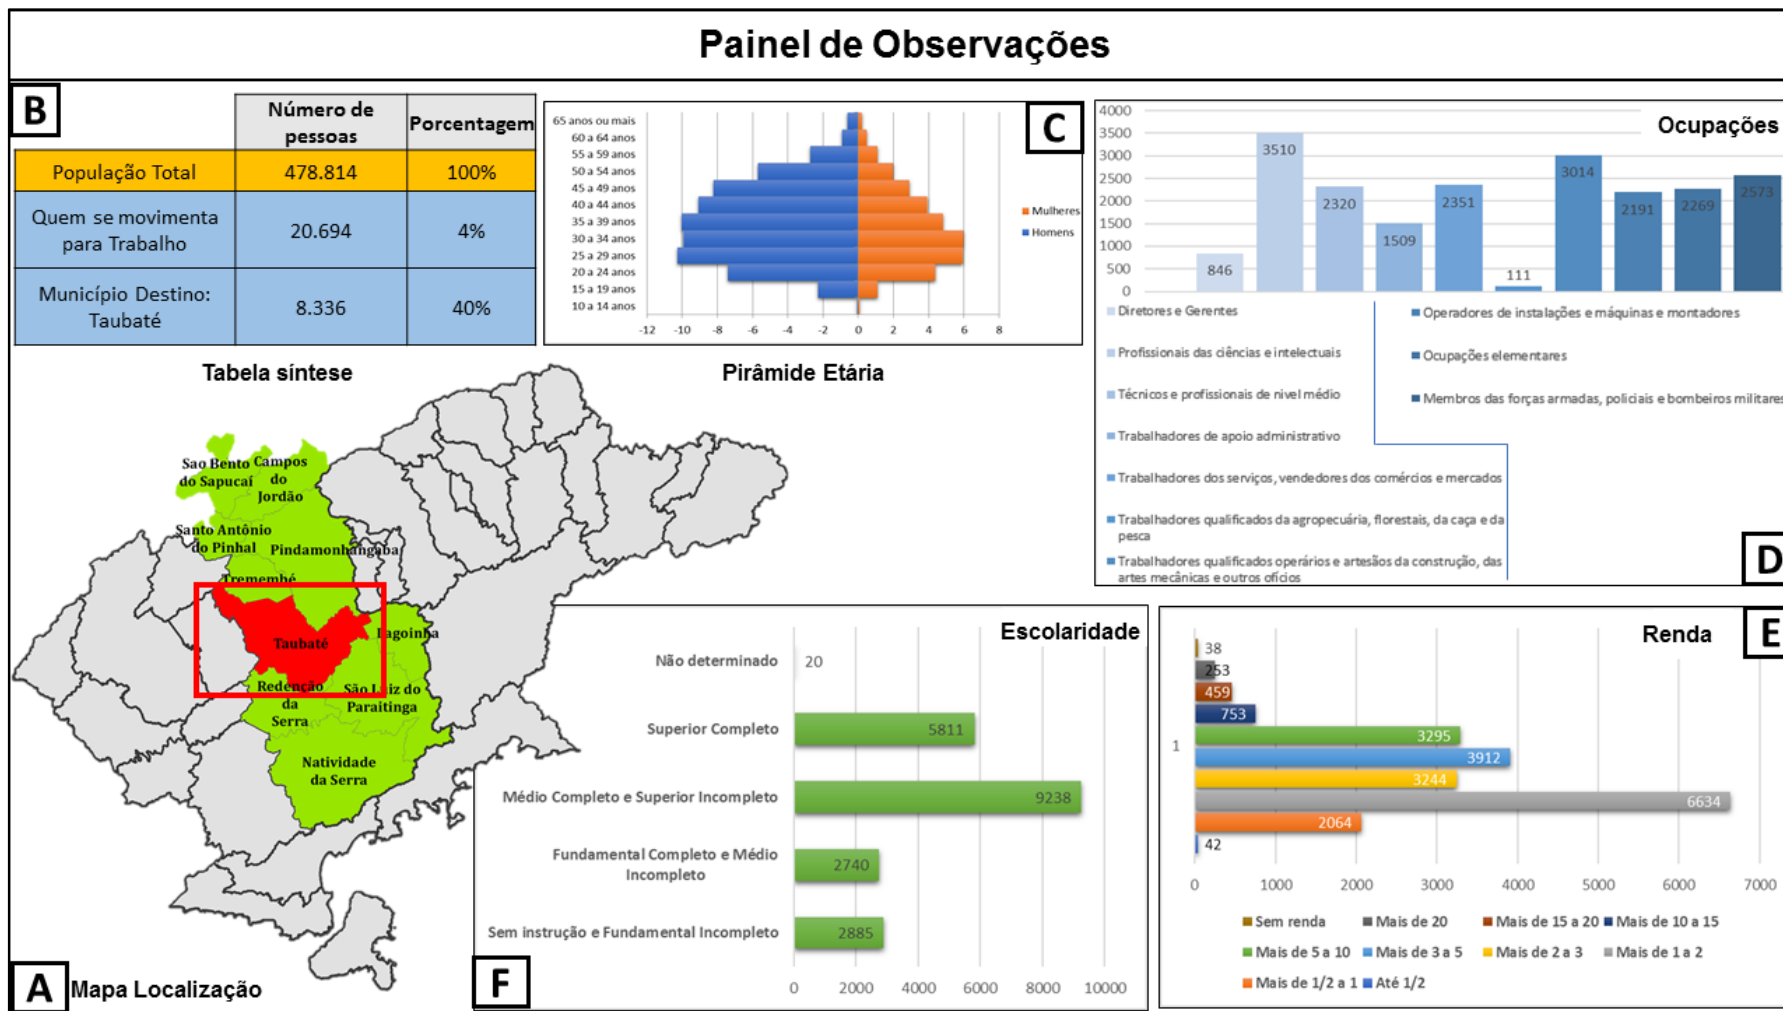 Painel de Observações
B
Número de
pessoas
Porcentagem
População Total 478.814 100%
Quem se movimenta
para Trabalho
20.694 4%
Município Destino:
Taubaté
8.336 40%
Tabela síntese
C
65 anos ou mais
60 a 64 anos
55 a 59 anos
50 a 54 anos
45 a 49 anos
40 a 44 anos
35 a 39 anos
30 a 34 anos
25 a 29 anos
20 a 24 anos
15 a 19 anos
10 a 14 anos
-12 -10 -8 -6 -4 -2 0 2 4 6 8
Mulheres
Homens
Pirâmide Etária
Ocupações
4000
3500
3000
2500
2000
1500
1000
500
0
846 3510 2320 1509 2351 111 3014 2191 2269 2573
Diretores e Gerentes
Profissionais das ciências e intelectuais
Técnicos e profissionais de nivel médio
Trabalhadores de apoio administrativo
Trabalhadores dos serviços, vendedores dos comércios e mercados
Trabalhadores qualificados da agropecuária, florestais, da caça e da
pesca
Trabalhadores qualificados operários e artesãos da construção, das
artes mecânicas e outros ofícios
Operadores de instalações e máquinas e montadores
Ocupações elementares
Membros das forças armadas, policiais e bombeiros militares
D
Sao Bento
do Sapucaí
Campos
do
Jordão
Santo Antônio
do Pinhal
Pindamonhangaba
Tremembé
Taubaté
Lagoinha
Redenção
da
Serra
São Luiz do
Paraitinga
Natividade
da Serra
A
Mapa Localização
Escolaridade
Não determinado 20
Superior Completo 5811
Médio Completo e Superior Incompleto 9238
Fundamental Completo e Médio
Incompleto
2740
Sem instrução e Fundamental Incompleto 2885
0 2000 4000 6000 8000 10000
F
Renda
E
38
253
459
753
3295
1
3912
3244
6634
2064
42
0 1000 2000 3000 4000 5000 6000 7000
Sem renda Mais de 20 Mais de 15 a 20 Mais de 10 a 15
Mais de 5 a 10 Mais de 3 a 5 Mais de 2 a 3 Mais de 1 a 2
Mais de 1/2 a 1 Até 1/2